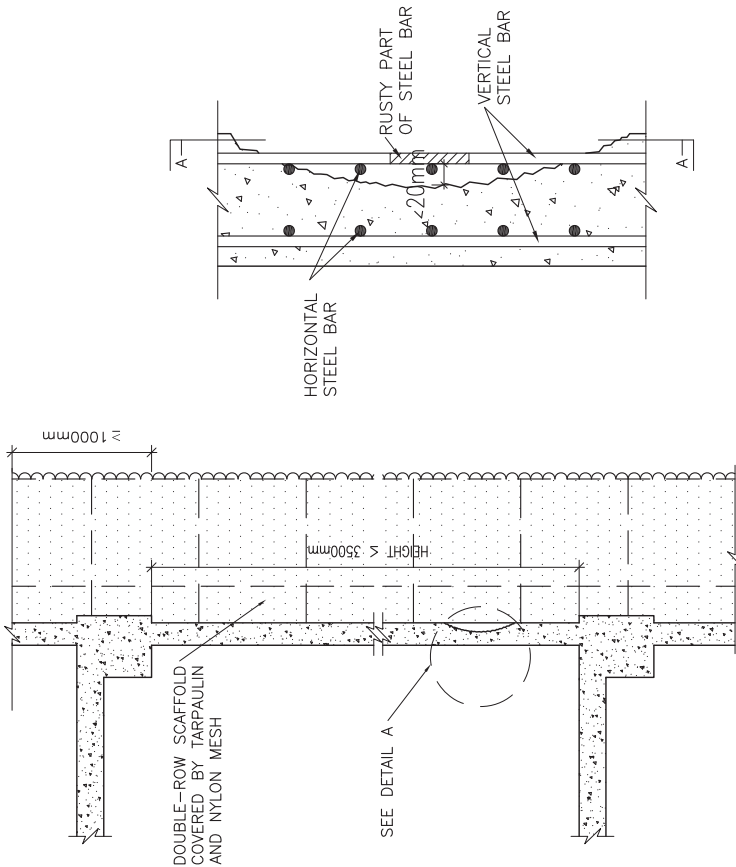 ≥ 1000mm
HEIGHT ≤ 3500mm
DOUBLE-ROW SCAFFOLD
COVERED BY TARPAULIN
AND NYLON MESH
SEE DETAIL A
A
A
RUSTY PART
OF STEEL BAR
<20mm
VERTICAL
STEEL BAR
HORIZONTAL
STEEL BAR